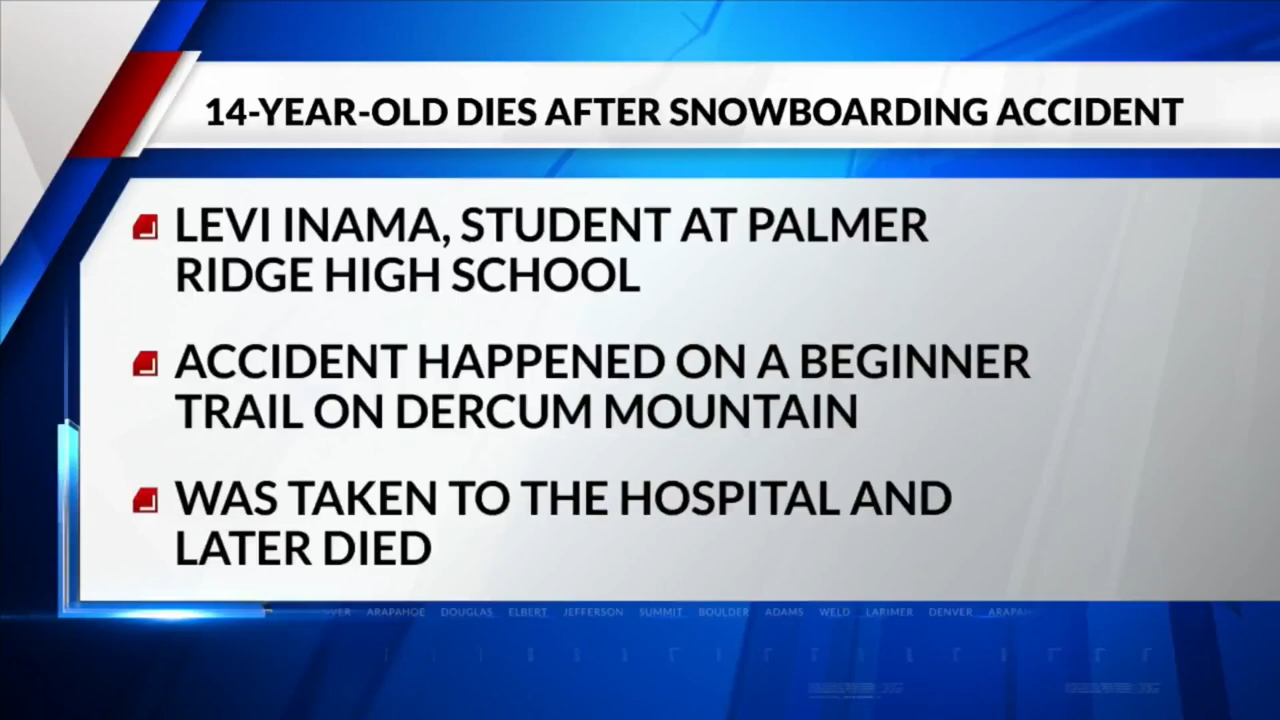 14-YEAR-OLD DIES AFTER SNOWBOARDING ACCIDENT
LEVI INAMA, STUDENT AT PALMER
RIDGE HIGH SCHOOL
ACCIDENT HAPPENED ON A BEGINNER
TRAIL ON DERCUM MOUNTAIN
WAS TAKEN TO THE HOSPITAL AND
LATER DIED
VER ARAPAHOE DOUGLAS ELBERT JEFFERSON SUMMIT BOULDER ADAMS WELD LARIMER DENVER ARAPAH